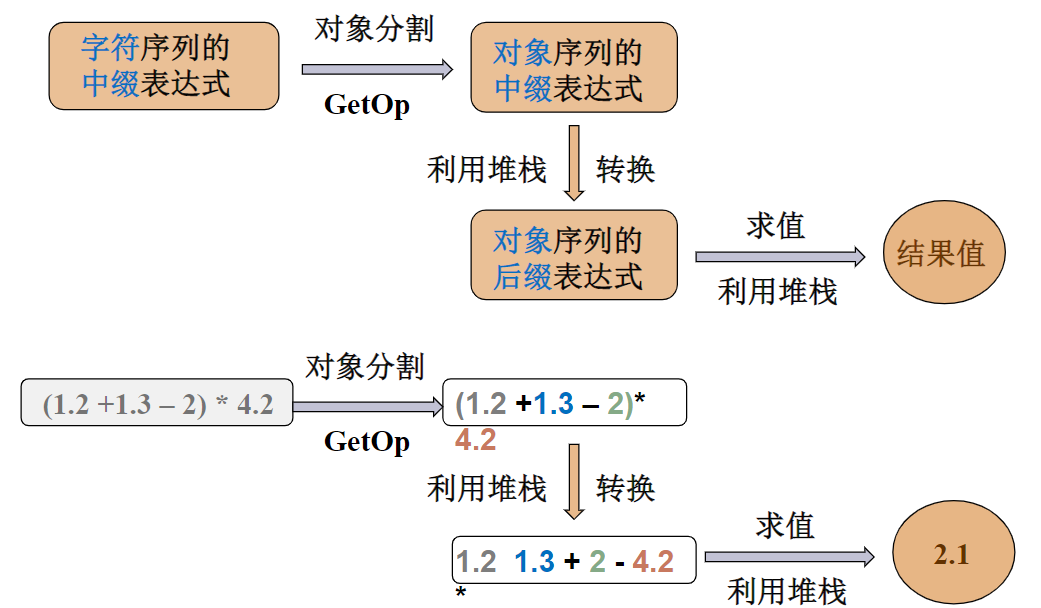 字符序列的
中缀表达式
对象分割
GetOp
对象序列的
中缀表达式
利用堆栈
转换
对象序列的
后缀表达式
求值
利用堆栈
结果值
(1.2 +1.3 – 2) * 4.2
对象分割
GetOp
(1.2 +1.3 – 2)*
4.2
利用堆栈
转换
1.2 1.3 + 2 - 4.2
*
求值
利用堆栈
2.1